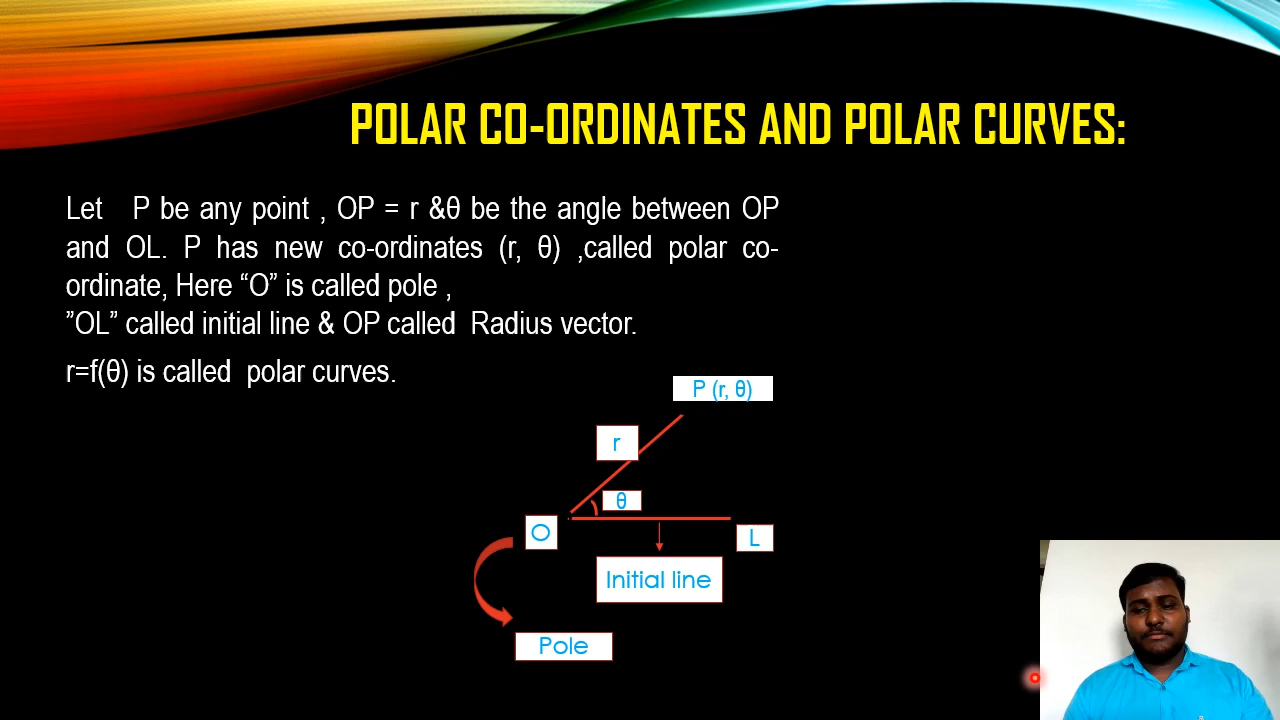 POLAR CO-ORDINATES AND POLAR CURVES:
Let P be any point , OP = r &θ be the angle between OP
and OL. P has new co-ordinates (r, θ) ,called polar co-
ordinate, Here “O” is called pole ,
”OL” called initial line & OP called Radius vector.
r=f(θ) is called polar curves.
P (r, θ)
r
θ
O
L
Initial line
Pole